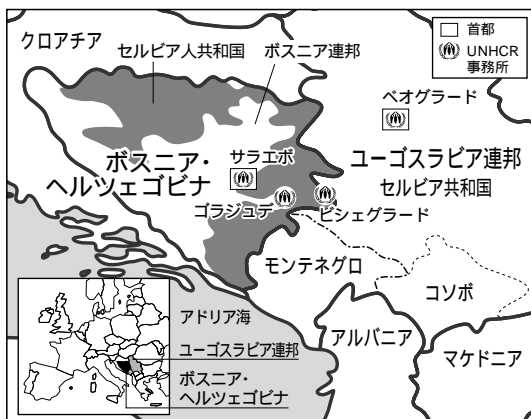 クロアチア
セルビア人共和国
ボスニア連邦
首都
UNHCR
事務所
ベオグラード
ボスニア・
ヘルツェゴビナ
サラエボ
ユーゴスラビア連邦
セルビア共和国
ゴラジュデ
ビシェグラード
モンテネグロ
コソボ
アドリア海
アルバニア
マケドニア
ユーゴスラビア連邦
ボスニア・
ヘルツェゴビナ